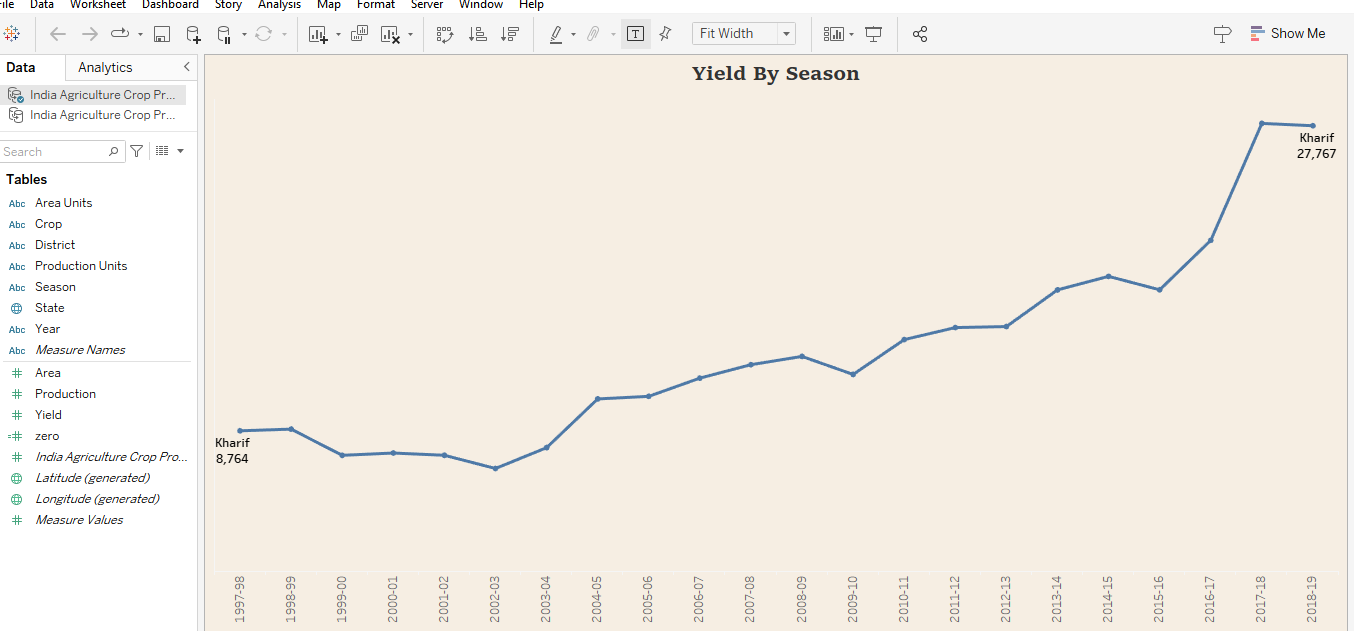 ile Data Worksheet Dashboard Story Analysis Map Format Server Window Help
T Fit Width Show Me
Data Analytics
India Agriculture Crop Pr...
India Agriculture Crop Pr...
Search
Tables
Abc Area Units
Abc Crop
Abc District
Abc Production Units
Abc Season
State
Abc Year
Abc Measure Names
# Area
# Production
# Yield
=# zero
# India Agriculture Crop Pro...
Latitude (generated)
Longitude (generated)
# Measure Values
Yield By Season
Kharif
27,767
Kharif
8,764
1997-98
1998-99
1999-00
2000-01
2001-02
2002-03
2003-04
2004-05
2005-06
2006-07
2007-08
2008-09
2009-10
2010-11
2011-12
2012-13
2013-14
2014-15
2015-16
2016-17
2017-18
2018-19